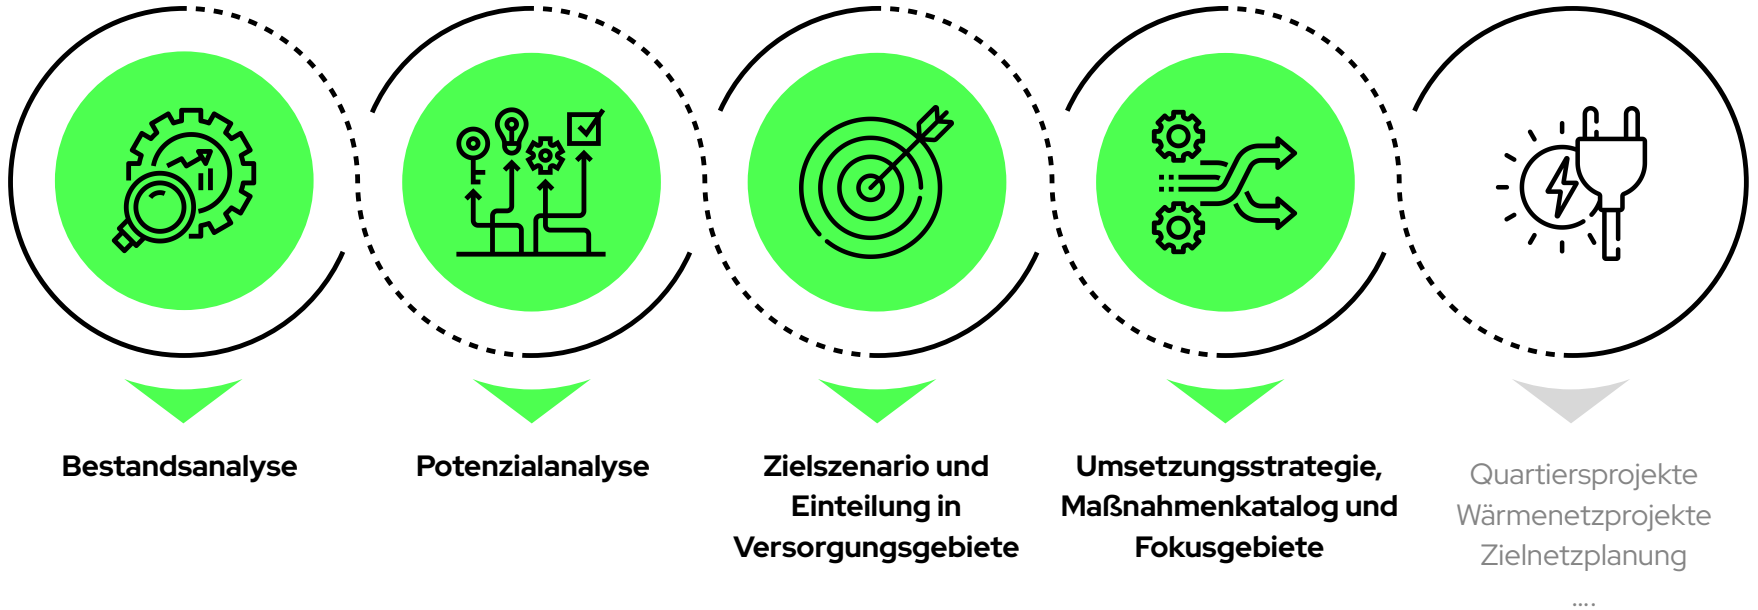 Bestandsanalyse
Potenzialanalyse
Zielszenario und
Einteilung in
Versorgungsgebiete
Umsetzungsstrategie,
Maßnahmenkatalog und
Fokusgebiete
Quartiersprojekte
Wärmenetzprojekte
Zielnetzplanung
....